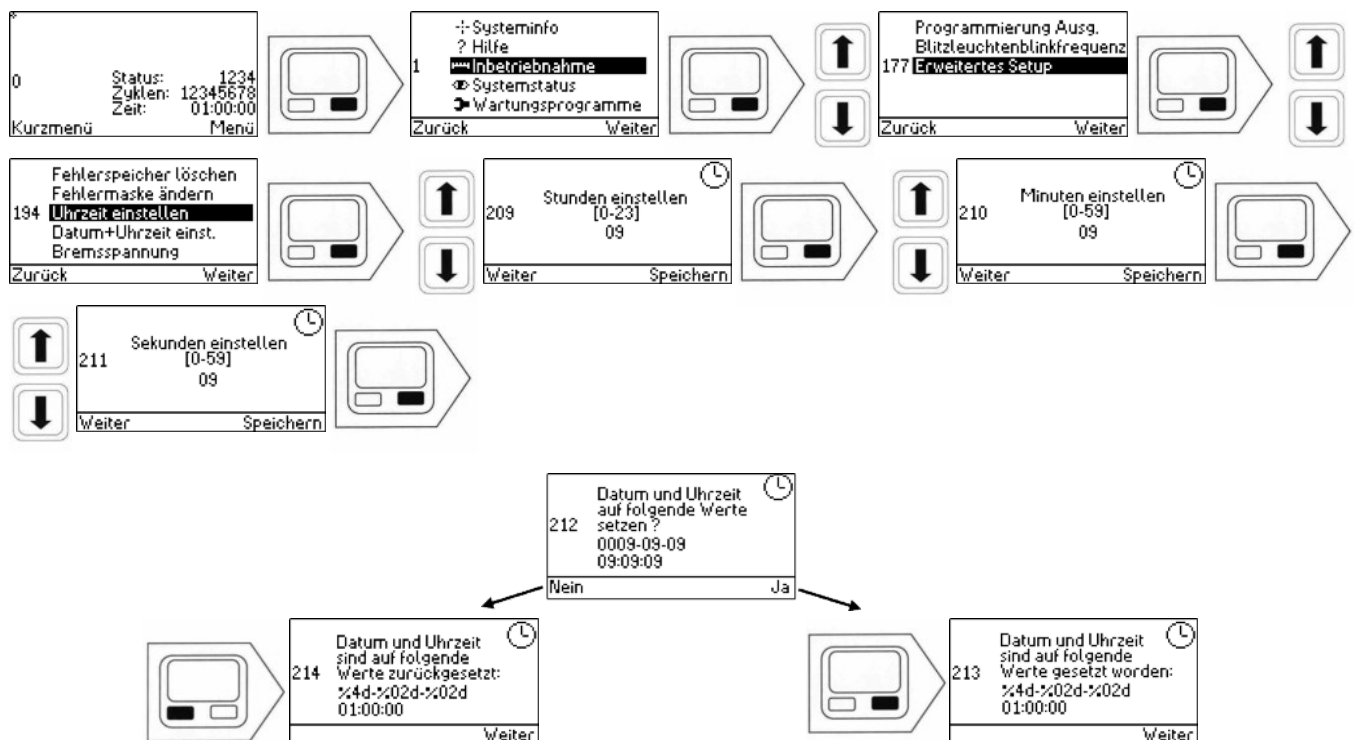 0
Status: 1234
Zyklen: 12345678
Zeit: 01:00:00
Kurzmenü Menü
Systeminfo
? Hilfe
1 Inbetriebnahme
Systemstatus
Wartungsprogramme
Zurück Weiter
Programmierung Ausg.
Blitzleuchtenblinkfrequenz
177 Erweitertes Setup
Zurück Weiter
Fehlerspeicher löschen
Fehlermaske ändern
194 Uhrzeit einstellen
Datum+Uhrzeit einst.
Bremsspannung
Zurück Weiter
209
Stunden einstellen
[0-23]
09
Weiter Speichern
210
Minuten einstellen
[0-59]
09
Weiter Speichern
211
Sekunden einstellen
[0-59]
09
Weiter Speichern
Datum und Uhrzeit
auf folgende Werte
212 setzen ?
0009-09-09
09:09:09
Nein Ja
Datum und Uhrzeit
sind auf folgende
214 Werte zurückgesetzt:
%4d-%02d-%02d
01:00:00
Weiter
Datum und Uhrzeit
sind auf folgende
213 Werte gesetzt worden:
%4d-%02d-%02d
01:00:00
Weiter